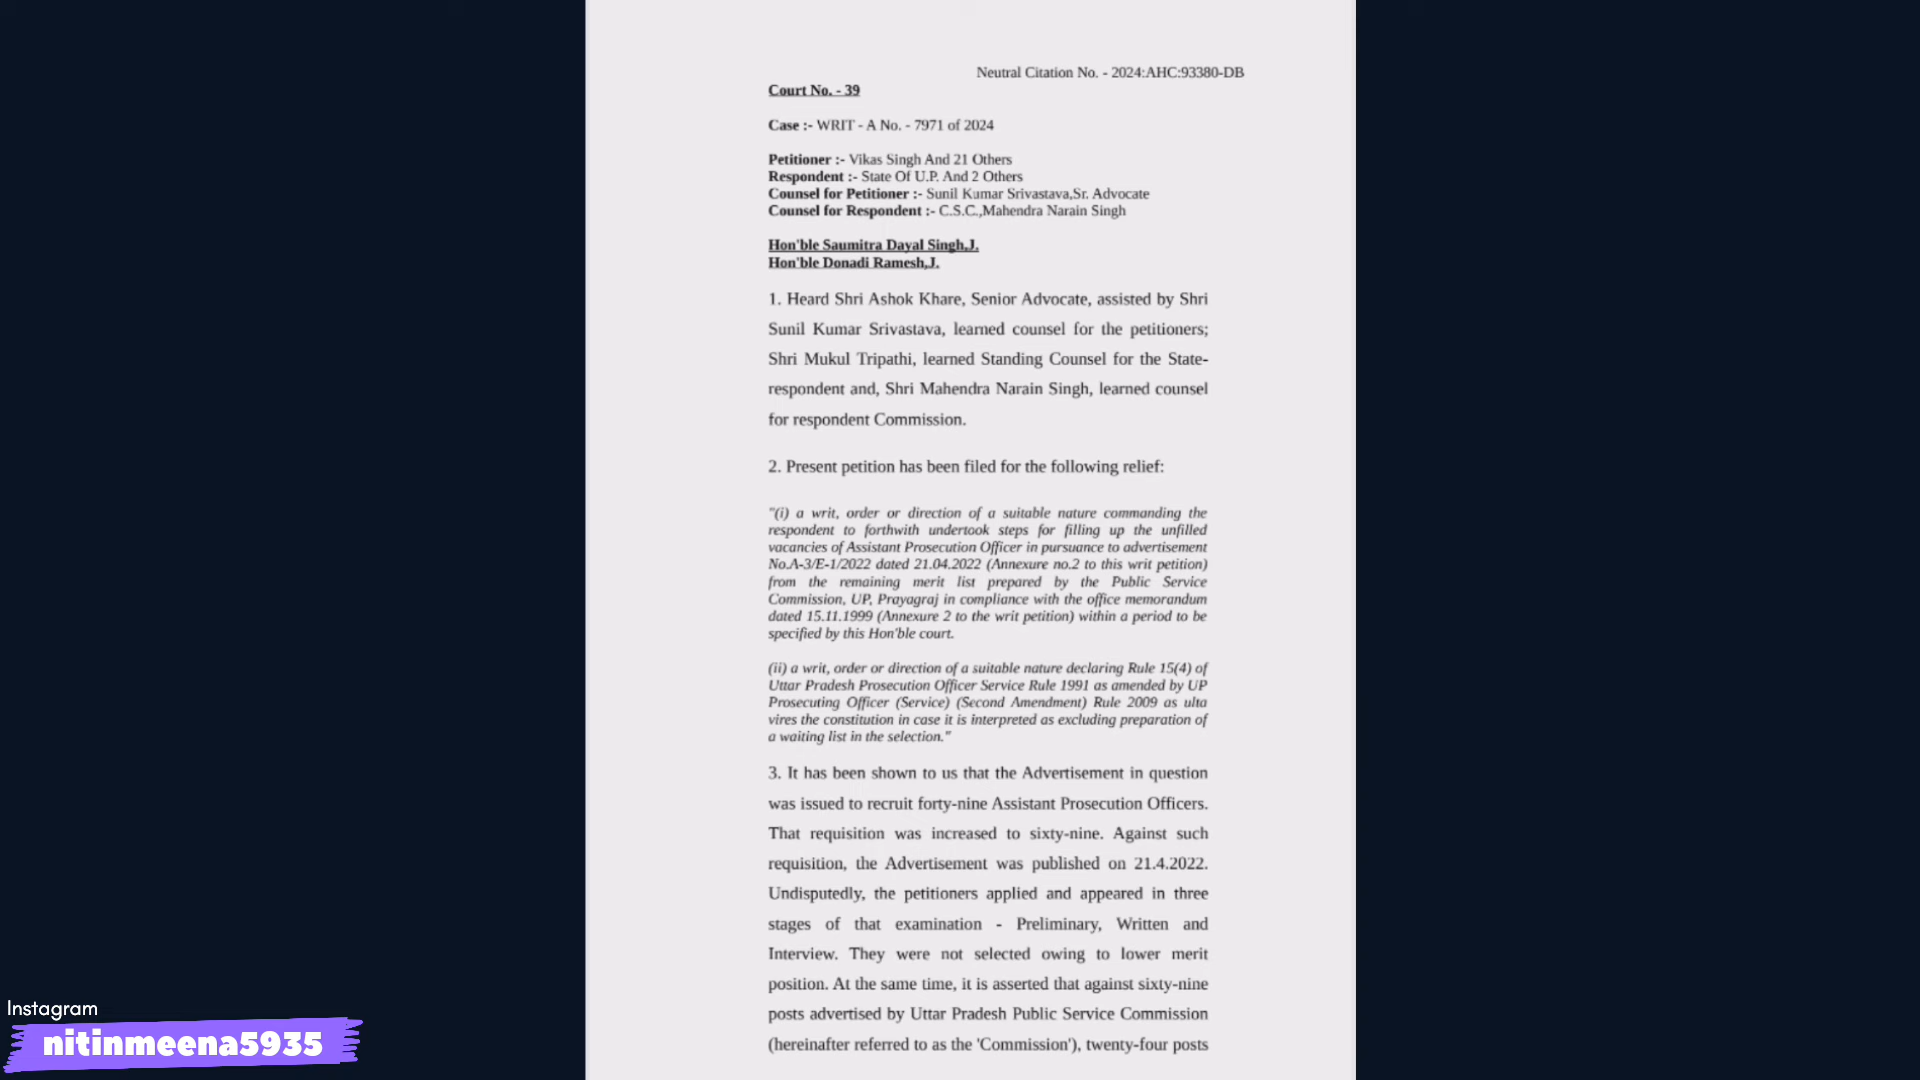 Neutral Citation No. - 2024:AHC:93380-DB
Court No. - 39
Case :- WRIT - A No. - 7971 of 2024
Petitioner :- Vikas Singh And 21 Others
Respondent :- State Of U.P. And 2 Others
Counsel for Petitioner :- Sunil Kumar Srivastava,Sr. Advocate
Counsel for Respondent :- C.S.C.,Mahendra Narain Singh
Hon'ble Saumitra Dayal Singh,J.
Hon'ble Donadi Ramesh,J.
1. Heard Shri Ashok Khare, Senior Advocate, assisted by Shri
Sunil Kumar Srivastava, learned counsel for the petitioners;
Shri Mukul Tripathi, learned Standing Counsel for the State-
respondent and, Shri Mahendra Narain Singh, learned counsel
for respondent Commission.
2. Present petition has been filed for the following relief:
"(i) a writ, order or direction of a suitable nature commanding the
respondent to forthwith undertook steps for filling up the unfilled
vacancies of Assistant Prosecution Officer in pursuance to advertisement
No.A-3/E-1/2022 dated 21.04.2022 (Annexure no.2 to this writ petition)
from the remaining merit list prepared by the Public Service
Commission, UP, Prayagraj in compliance with the office memorandum
dated 15.11.1999 (Annexure 2 to the writ petition) within a period to be
specified by this Hon'ble court.
(ii) a writ, order or direction of a suitable nature declaring Rule 15(4) of
Uttar Pradesh Prosecution Officer Service Rule 1991 as amended by UP
Prosecuting Officer (Service) (Second Amendment) Rule 2009 as ulta
vires the constitution in case it is interpreted as excluding preparation of
a waiting list in the selection."
3. It has been shown to us that the Advertisement in question
was issued to recruit forty-nine Assistant Prosecution Officers.
That requisition was increased to sixty-nine. Against such
requisition, the Advertisement was published on 21.4.2022.
Undisputedly, the petitioners applied and appeared in three
stages of that examination - Preliminary, Written and
Interview. They were not selected owing to lower merit
position. At the same time, it is asserted that against sixty-nine
posts advertised by Uttar Pradesh Public Service Commission
(hereinafter referred to as the 'Commission'), twenty-four posts
Instagram
nitinmeena5935